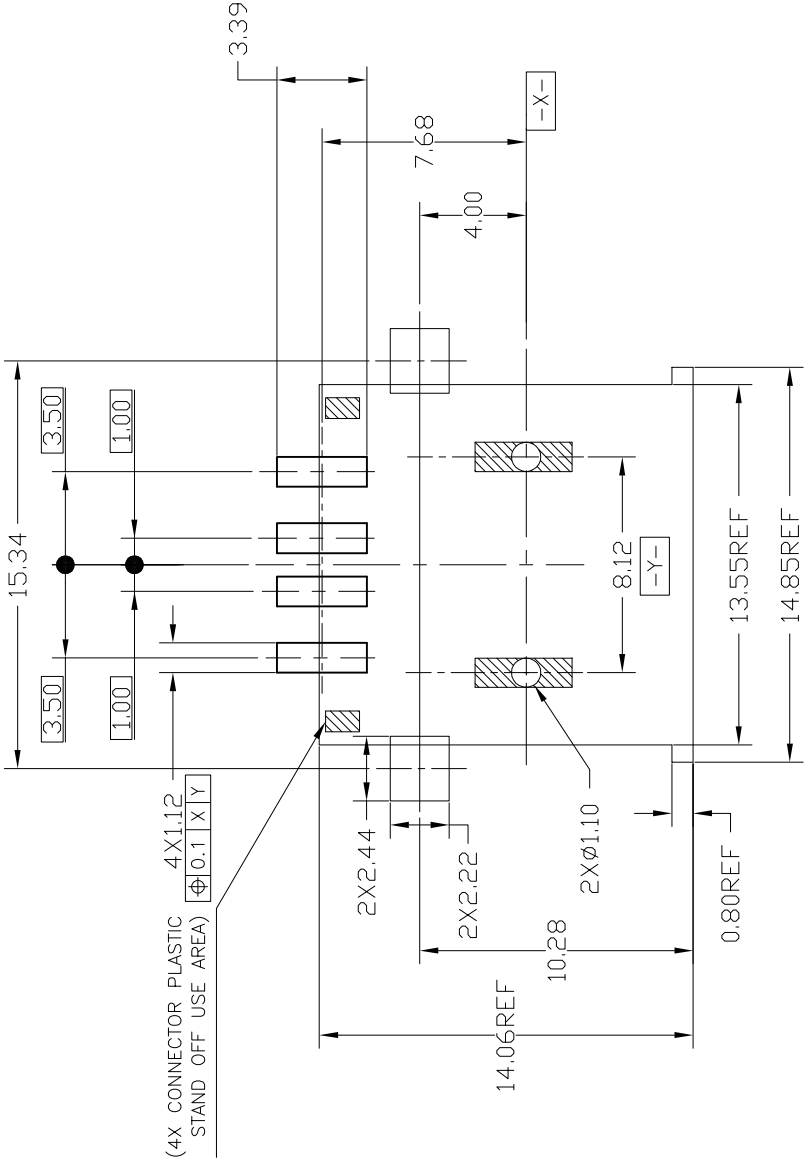 3.39
7.68
-X-
4.00
3.50
1.00
15.34
3.50
1.00
4X1.12
⌖ 0.1 X Y
(4X CONNECTOR PLASTIC
STAND OFF USE AREA)
8.12
-Y-
13.55REF
14.85REF
2X2.44
2X2.22
2XØ1.10
0.80REF
10.28
14.06REF